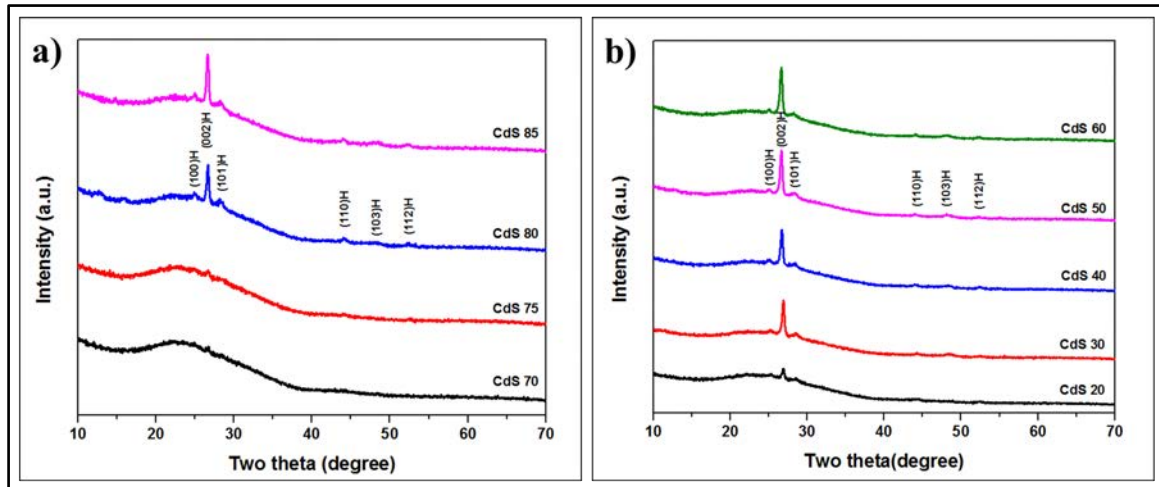 a)
CdS 85
(100)H
(002)H
(101)H
CdS 80
(110)H
(103)H
(112)H
CdS 75
CdS 70
Intensity (a.u.)
10 20 30 40 50 60 70
Two theta (degree)
b)
CdS 60
(100)H
(002)H
(101)H
CdS 50
(110)H
(103)H
(112)H
CdS 40
CdS 30
CdS 20
Intensity (a.u.)
10 20 30 40 50 60 70
Two theta(degree)